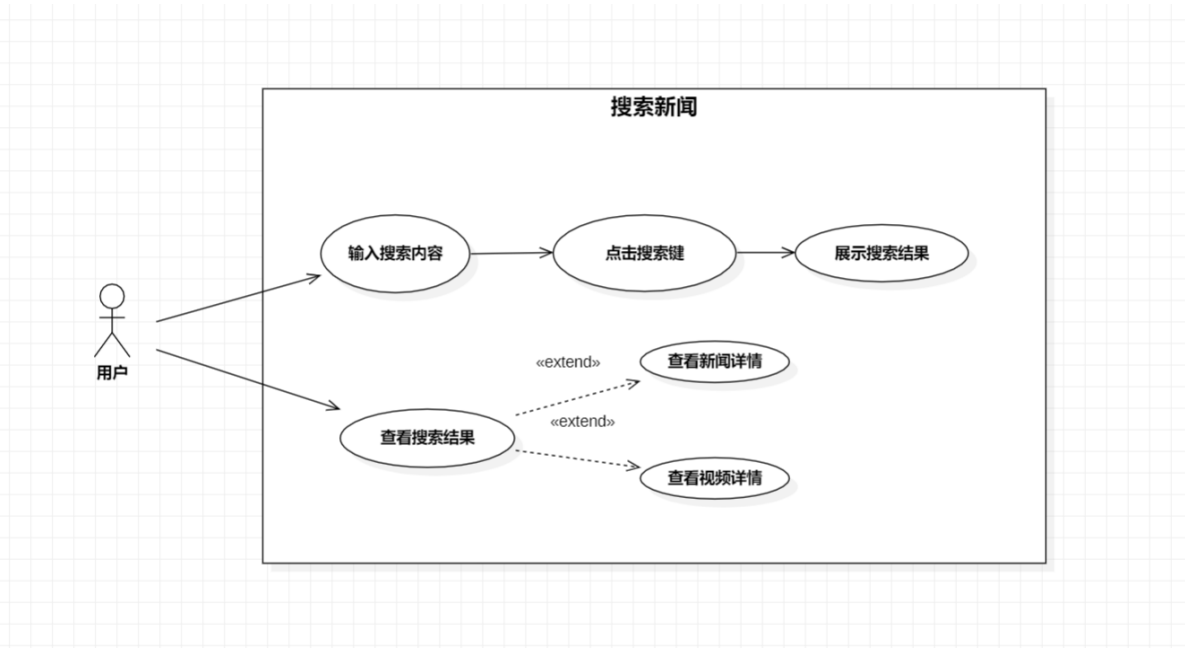 搜索新闻
输入搜索内容
点击搜索键
展示搜索结果
用户
«extend»
查看新闻详情
«extend»
查看搜索结果
查看视频详情